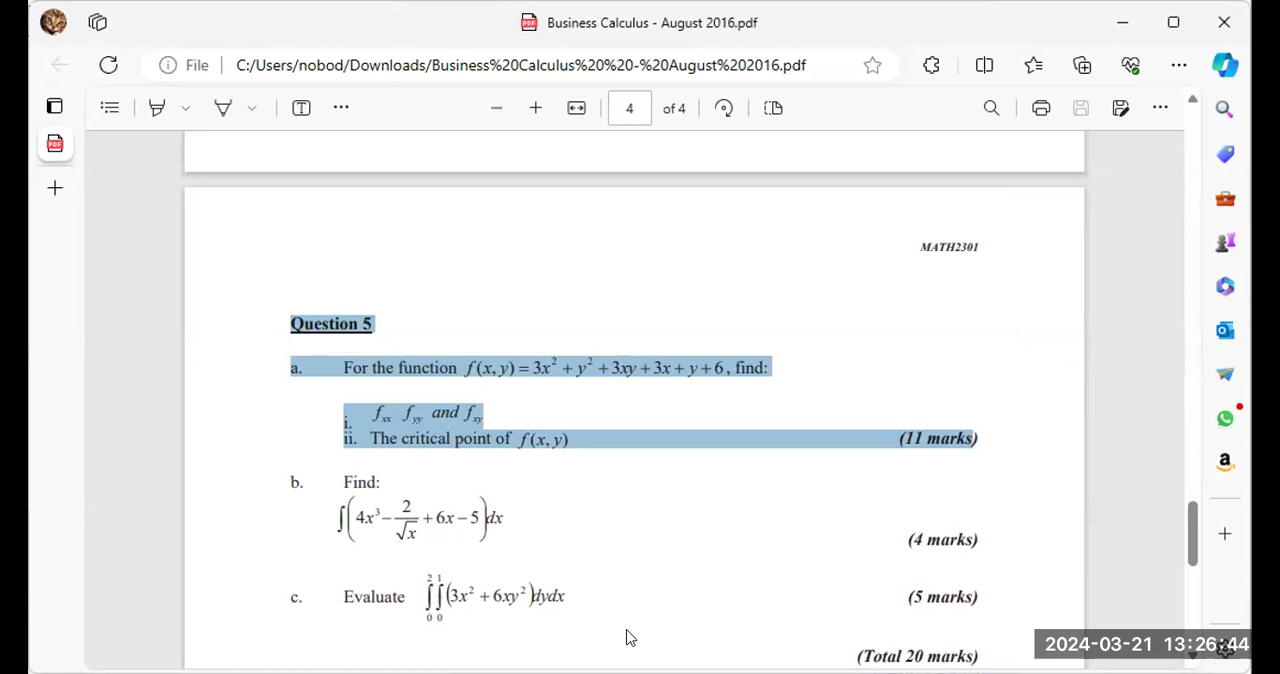 Business Calculus - August 2016.pdf
File
C:/Users/nobod/Downloads/Business%20Calculus%20%20-%20August%202016.pdf
4 of 4
MATH2301
Question 5
a. For the function f(x, y) = 3x² + y² + 3xy + 3x + y + 6, find:
i. fₓₓ f_yy and f_xy
ii. The critical point of f(x, y) (11 marks)
b. Find:
∫(4x³ − 2/√x + 6x − 5)dx
(4 marks)
c. Evaluate ∫₀²∫₀¹(3x² + 6xy²)dydx (5 marks)
(Total 20 marks)
2024-03-21 13:26:44